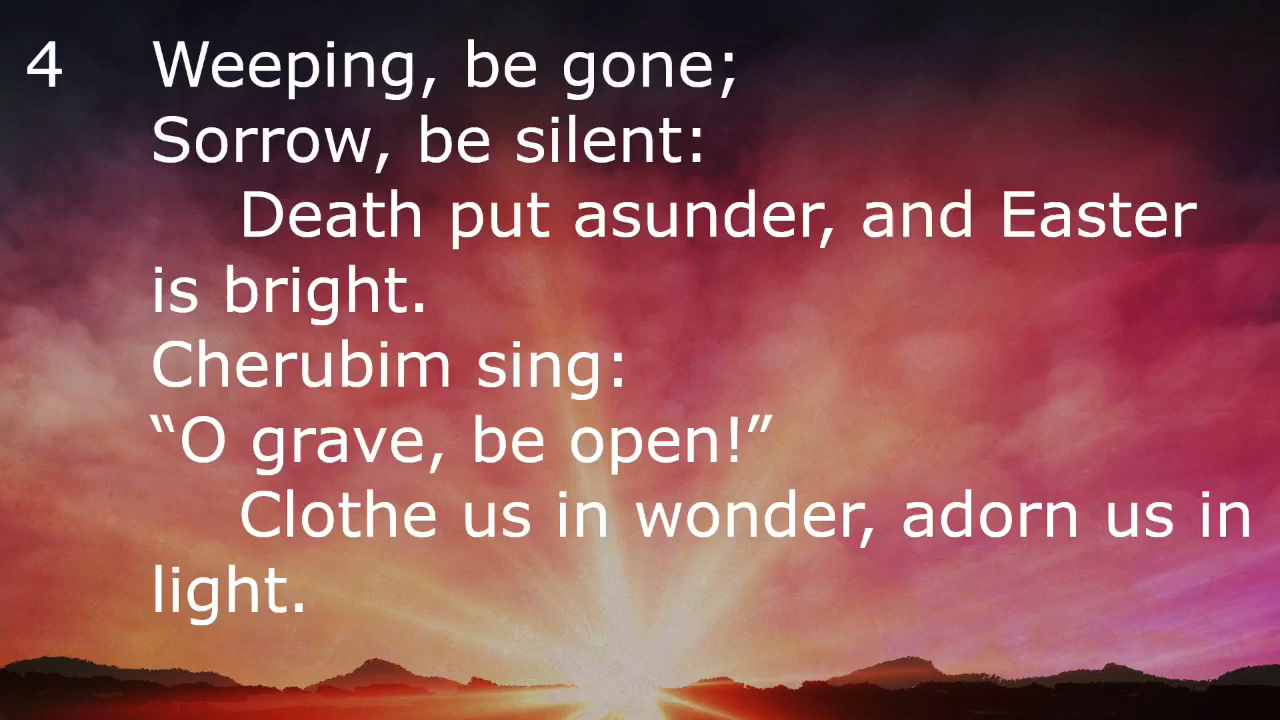 4 Weeping, be gone;
Sorrow, be silent:
Death put asunder, and Easter
is bright.
Cherubim sing:
“O grave, be open!”
Clothe us in wonder, adorn us in
light.